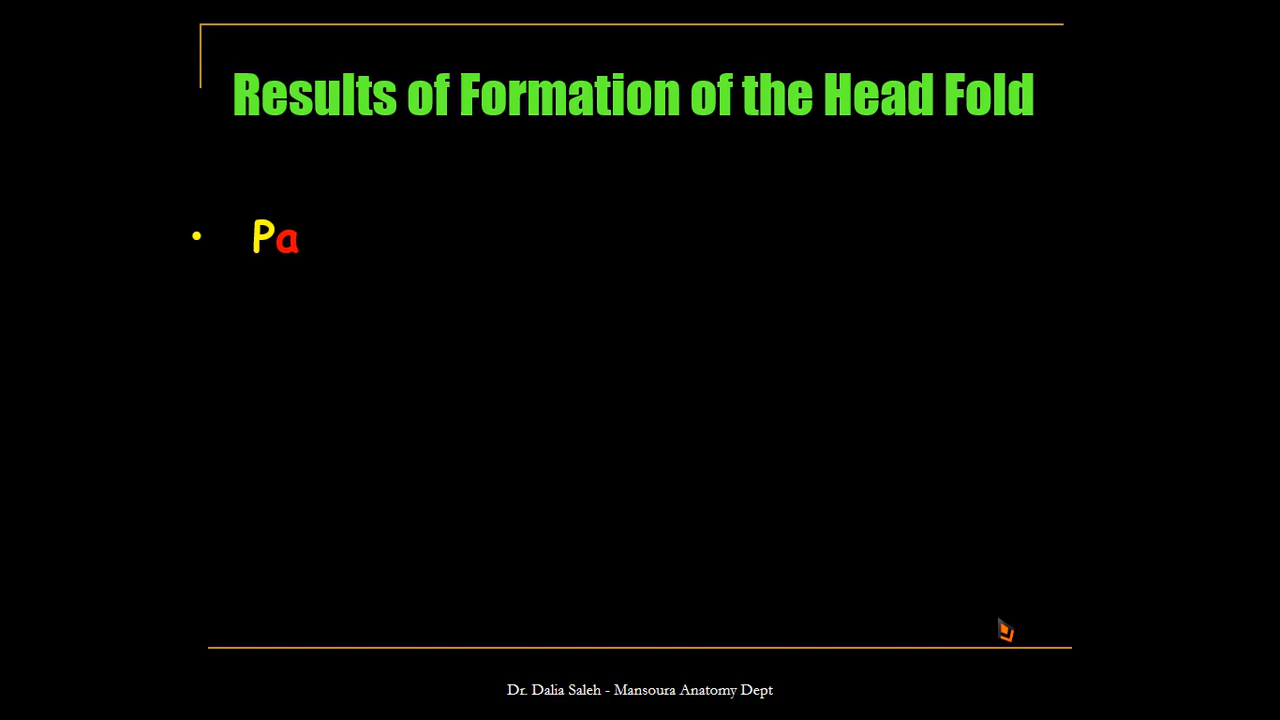 Results of Formation of the Head Fold
• Pa
Dr. Dalia Saleh - Mansoura Anatomy Dept